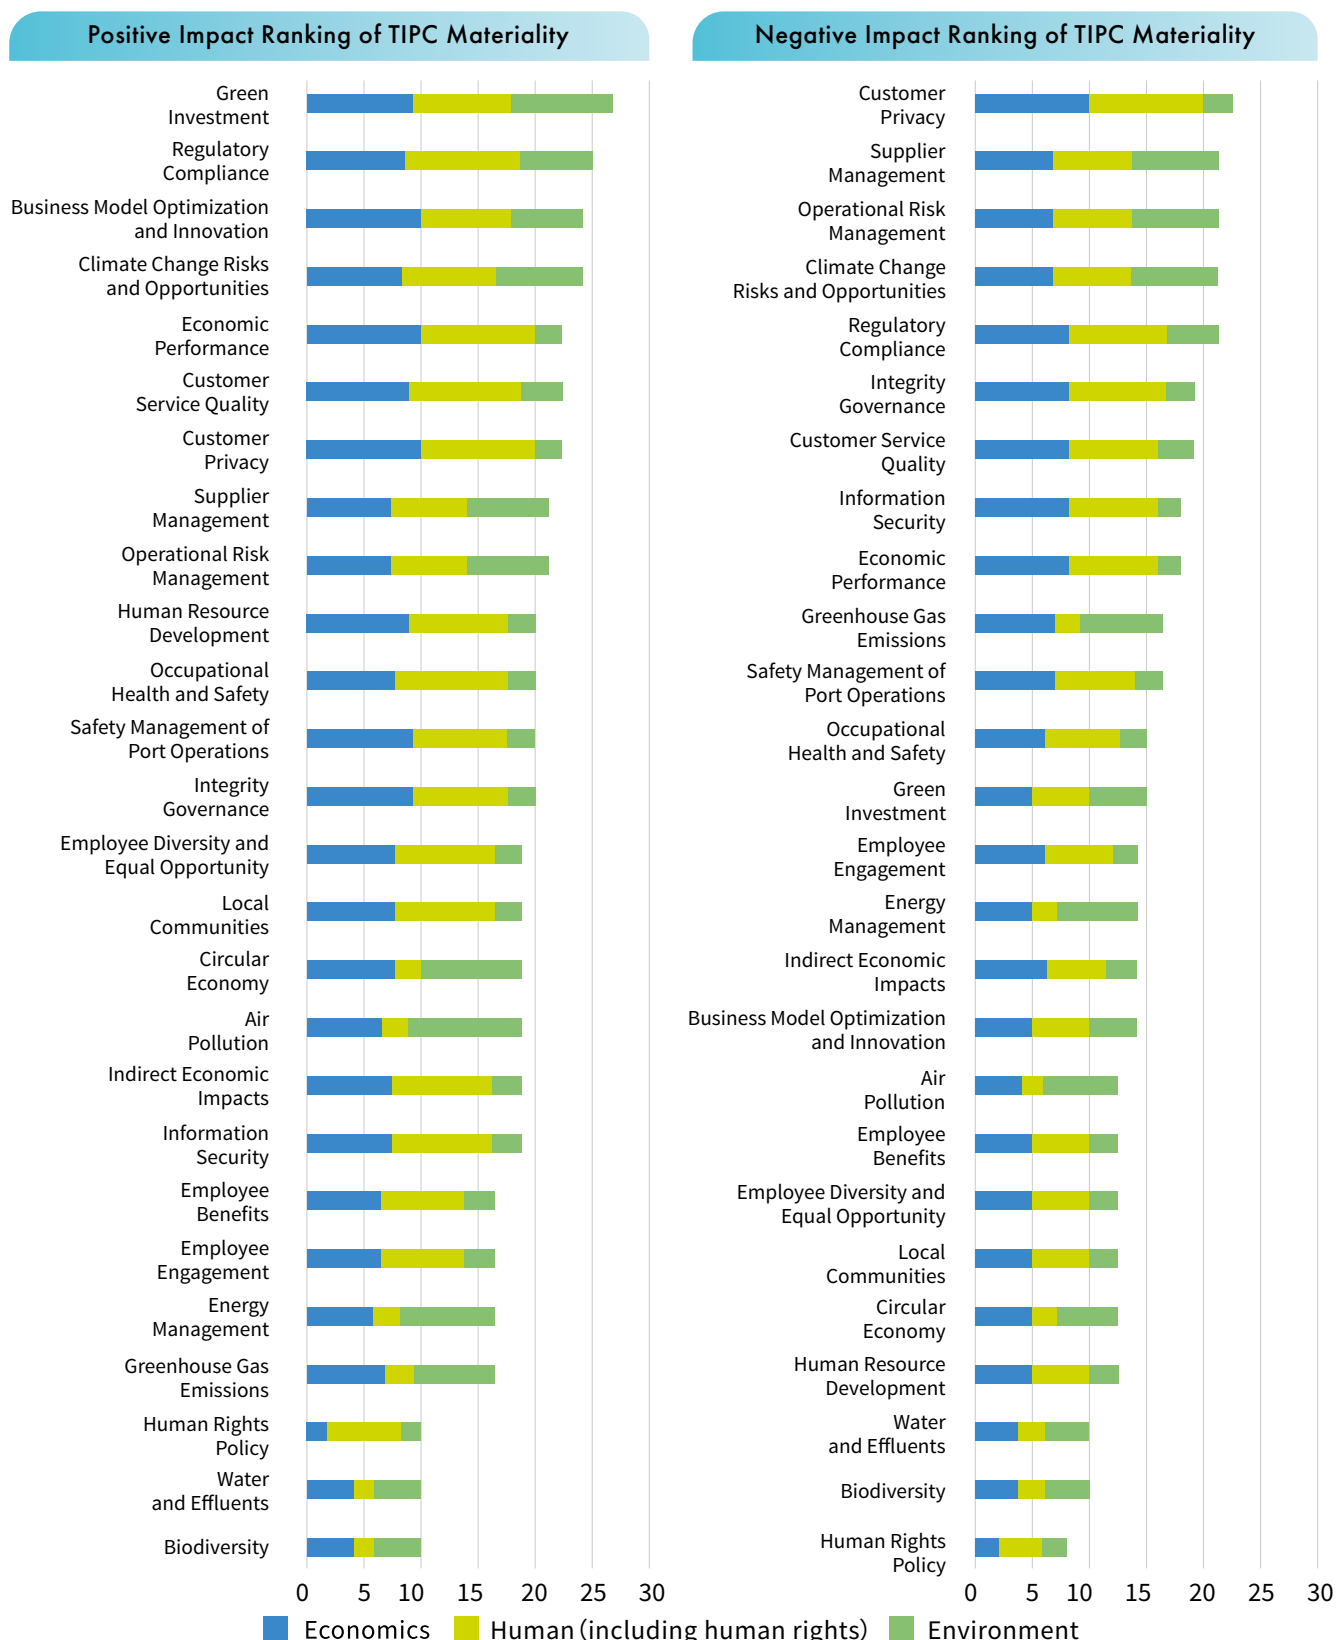 Positive Impact Ranking of TIPC Materiality
Green
Investment
Regulatory
Compliance
Business Model Optimization
and Innovation
Climate Change Risks
and Opportunities
Economic
Performance
Customer
Service Quality
Customer
Privacy
Supplier
Management
Operational Risk
Management
Human Resource
Development
Occupational
Health and Safety
Safety Management of
Port Operations
Integrity
Governance
Employee Diversity and
Equal Opportunity
Local
Communities
Circular
Economy
Air
Pollution
Indirect Economic
Impacts
Information
Security
Employee
Benefits
Employee
Engagement
Energy
Management
Greenhouse Gas
Emissions
Human Rights
Policy
Water
and Effluents
Biodiversity
0 5 10 15 20 25 30
Negative Impact Ranking of TIPC Materiality
Customer
Privacy
Supplier
Management
Operational Risk
Management
Climate Change
Risks and Opportunities
Regulatory
Compliance
Integrity
Governance
Customer Service
Quality
Information
Security
Economic
Performance
Greenhouse Gas
Emissions
Safety Management of
Port Operations
Occupational
Health and Safety
Green
Investment
Employee
Engagement
Energy
Management
Indirect Economic
Impacts
Business Model Optimization
and Innovation
Air
Pollution
Employee
Benefits
Employee Diversity and
Equal Opportunity
Local
Communities
Circular
Economy
Human Resource
Development
Water
and Effluents
Biodiversity
Human Rights
Policy
0 5 10 15 20 25 30
Economics Human (including human rights) Environment